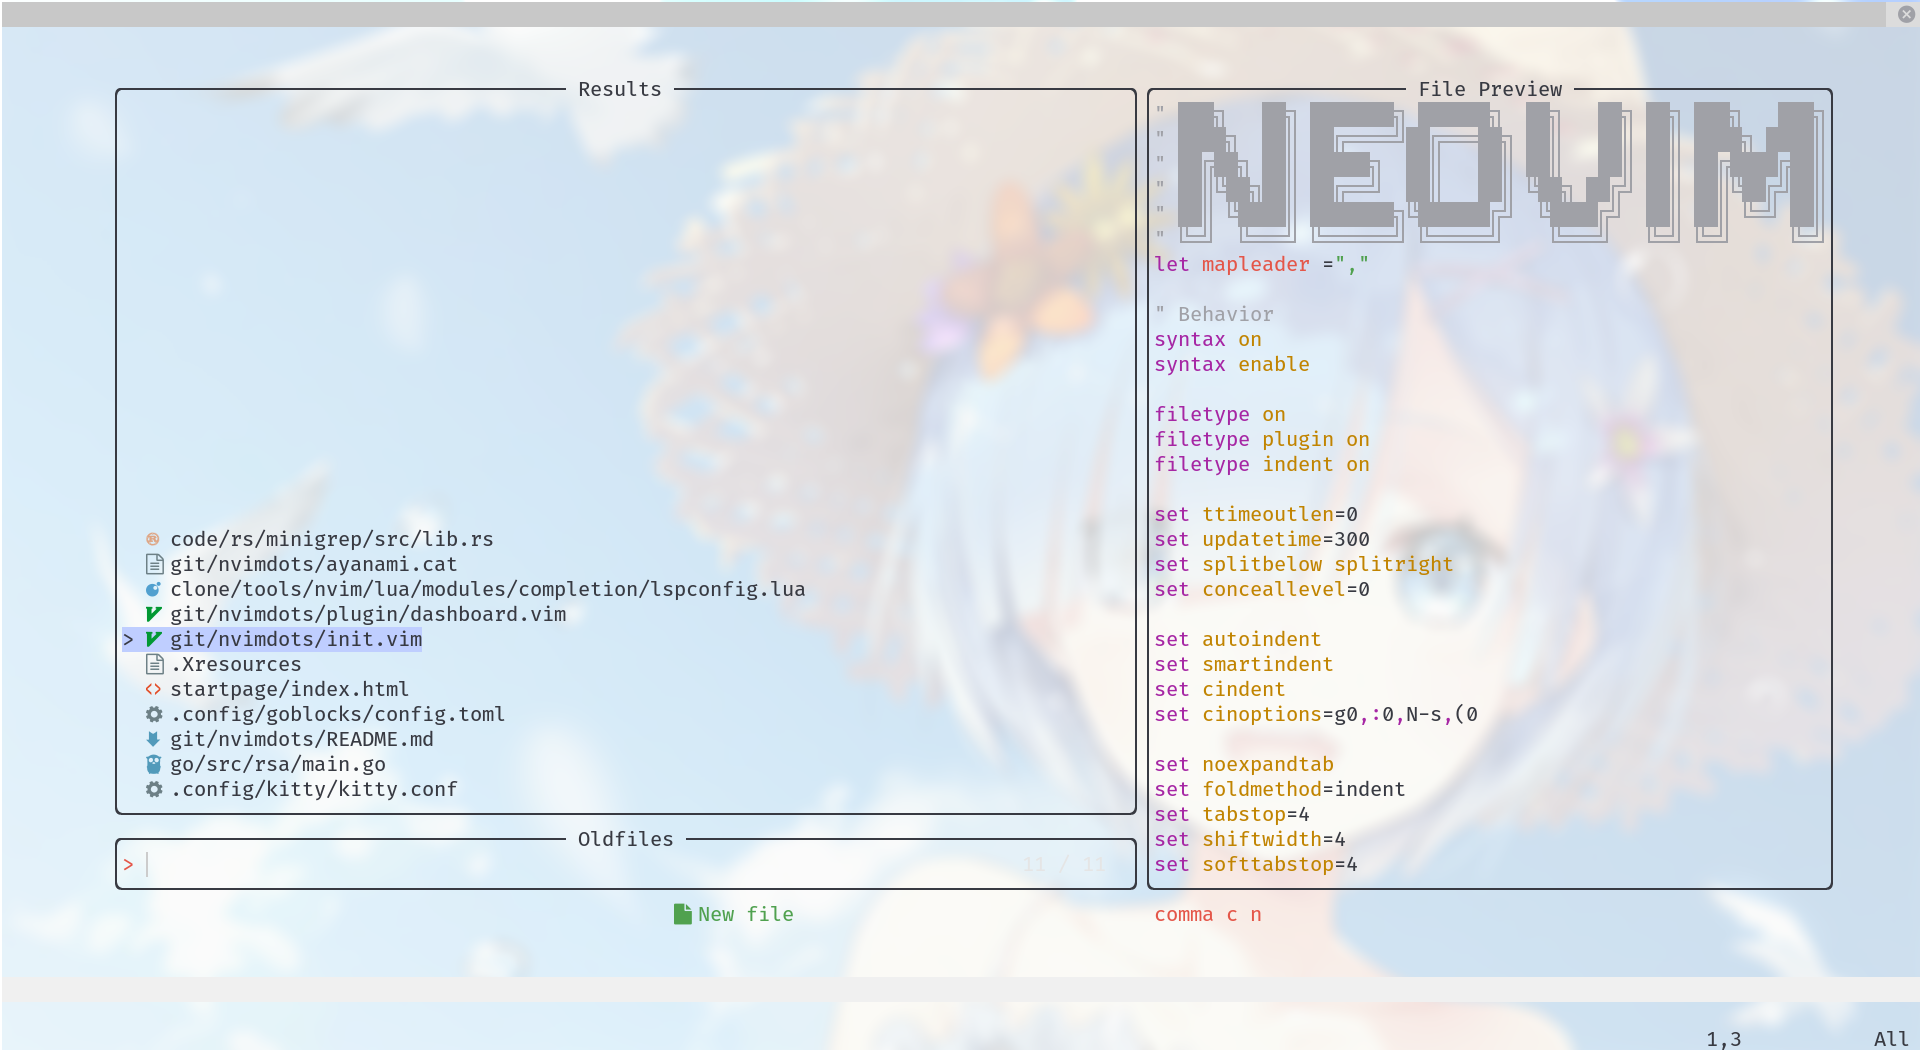 Results
code/rs/minigrep/src/lib.rs
git/nvimdots/ayanami.cat
clone/tools/nvim/lua/modules/completion/lspconfig.lua
git/nvimdots/plugin/dashboard.vim
> git/nvimdots/init.vim
.Xresources
startpage/index.html
.config/goblocks/config.toml
git/nvimdots/README.md
go/src/rsa/main.go
.config/kitty/kitty.conf
Oldfiles
>
11 / 11
File Preview
" NEOVIM
"
"
"
"
"
let mapleader =","
" Behavior
syntax on
syntax enable
filetype on
filetype plugin on
filetype indent on
set ttimeoutlen=0
set updatetime=300
set splitbelow splitright
set conceallevel=0
set autoindent
set smartindent
set cindent
set cinoptions=g0,:0,N-s,(0
set noexpandtab
set foldmethod=indent
set tabstop=4
set shiftwidth=4
set softtabstop=4
New file
comma c n
1,3
All